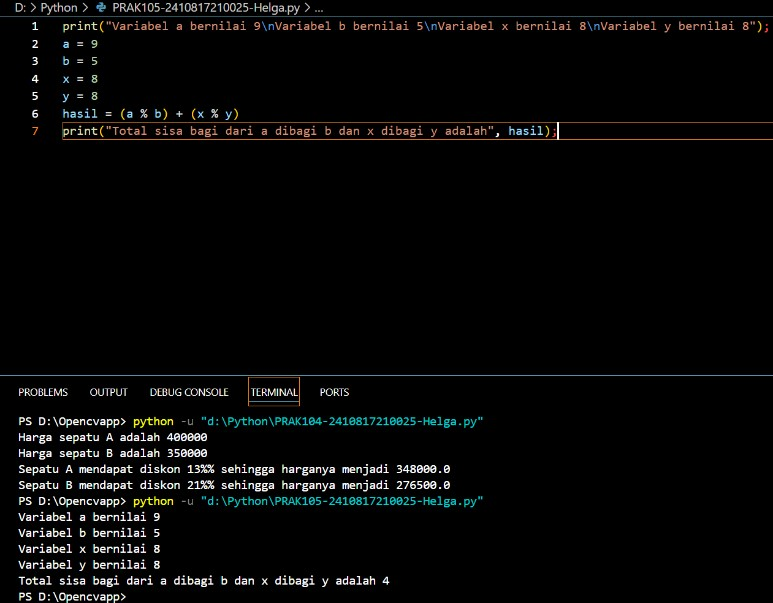 D: > Python > PRAK105-2410817210025-Helga.py > ...
1 print("Variabel a bernilai 9\nVariabel b bernilai 5\nVariabel x bernilai 8\nVariabel y bernilai 8");
2 a = 9
3 b = 5
4 x = 8
5 y = 8
6 hasil = (a % b) + (x % y)
7 print("Total sisa bagi dari a dibagi b dan x dibagi y adalah", hasil);
PROBLEMS OUTPUT DEBUG CONSOLE TERMINAL PORTS
PS D:\Opencvapp> python -u "d:\Python\PRAK104-2410817210025-Helga.py"
Harga sepatu A adalah 400000
Harga sepatu B adalah 350000
Sepatu A mendapat diskon 13%% sehingga harganya menjadi 348000.0
Sepatu B mendapat diskon 21%% sehingga harganya menjadi 276500.0
PS D:\Opencvapp> python -u "d:\Python\PRAK105-2410817210025-Helga.py"
Variabel a bernilai 9
Variabel b bernilai 5
Variabel x bernilai 8
Variabel y bernilai 8
Total sisa bagi dari a dibagi b dan x dibagi y adalah 4
PS D:\Opencvapp>